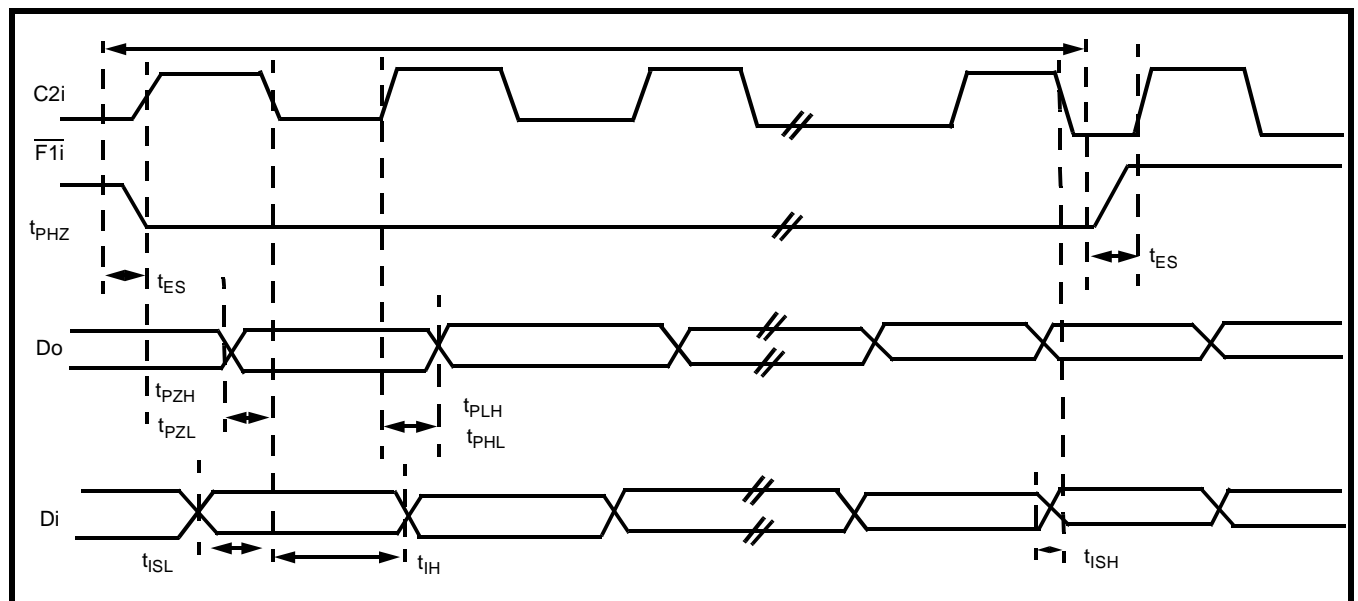 C2i
F1i
tPHZ
tES
tES
Do
tPZH
tPZL
tPLH
tPHL
Di
tISL
tIH
tISH